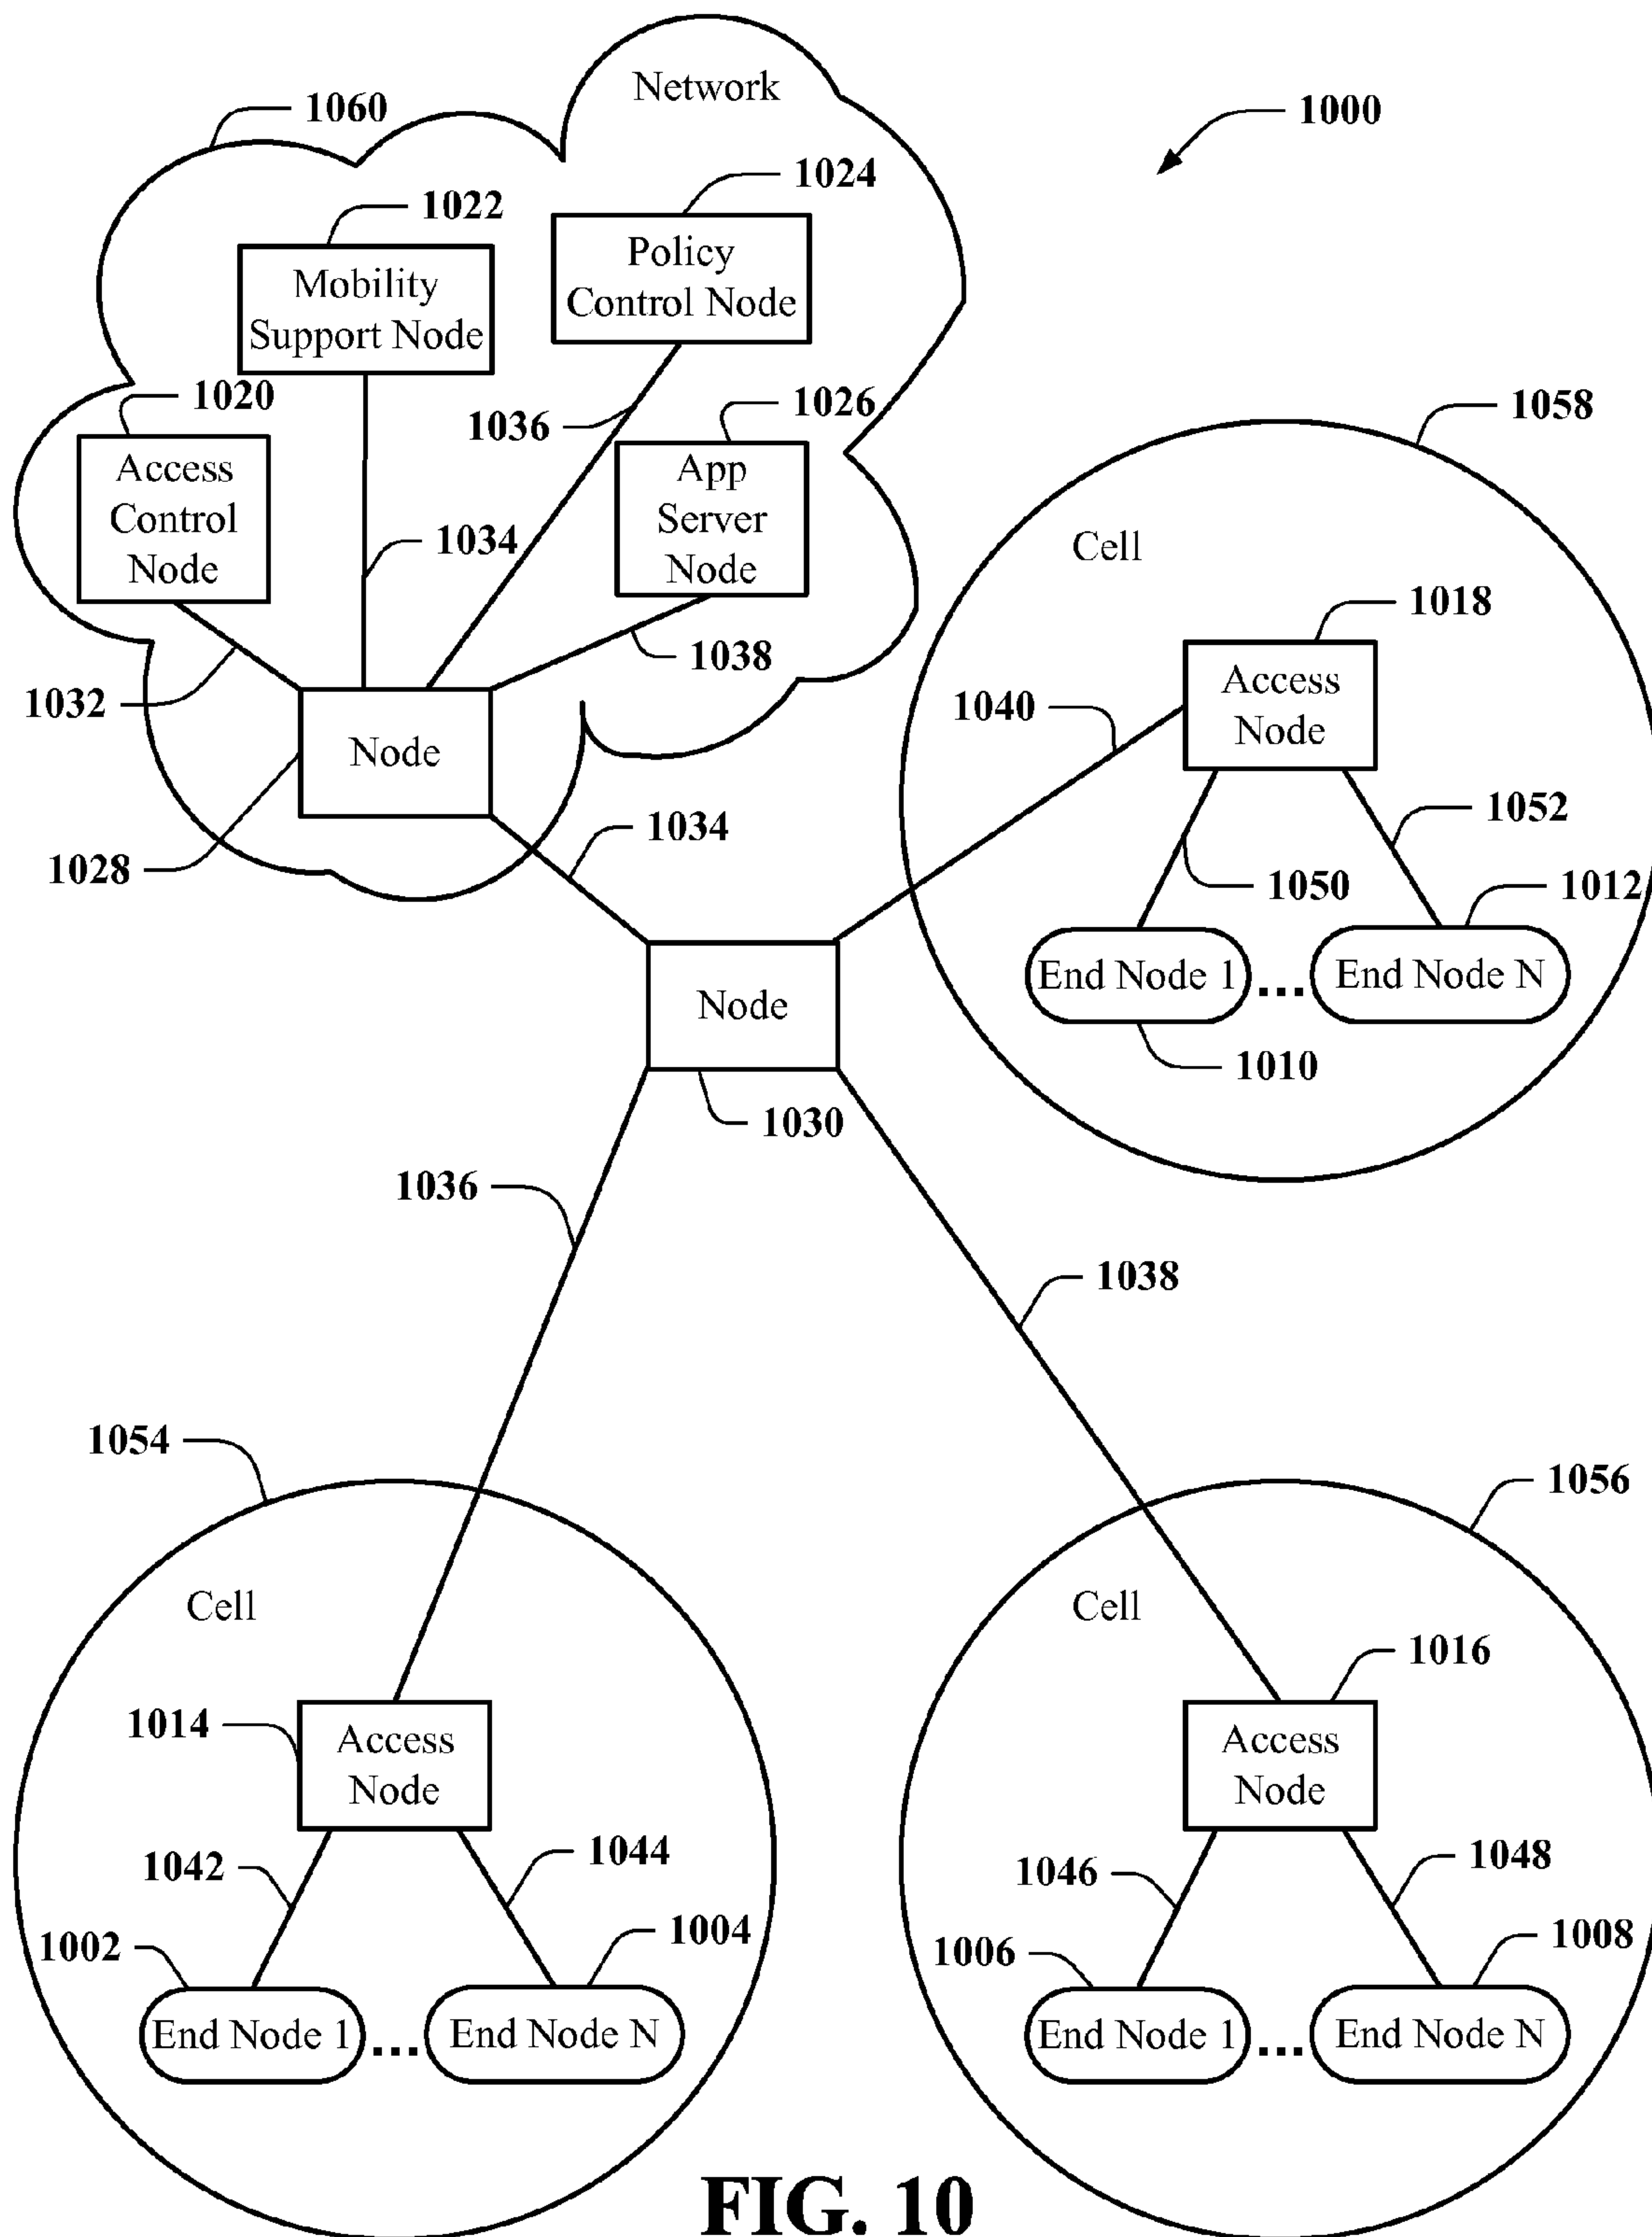 Network
1060
1000
1024
1022
Policy
Control Node
Mobility
Support Node
1020
1036
1026
1058
Access
Control
Node
App
Server
Node
1034
Cell
1018
1038
Access
Node
1032
1040
Node
1034
1052
1028
1050
1012
End Node 1
...
End Node N
Node
1010
1030
1036
1038
1054
1056
Cell
Cell
1016
1014
Access
Node
Access
Node
1042
1044
1046
1048
1002
1004
1006
1008
End Node 1
...
End Node N
End Node 1
...
End Node N
FIG. 10